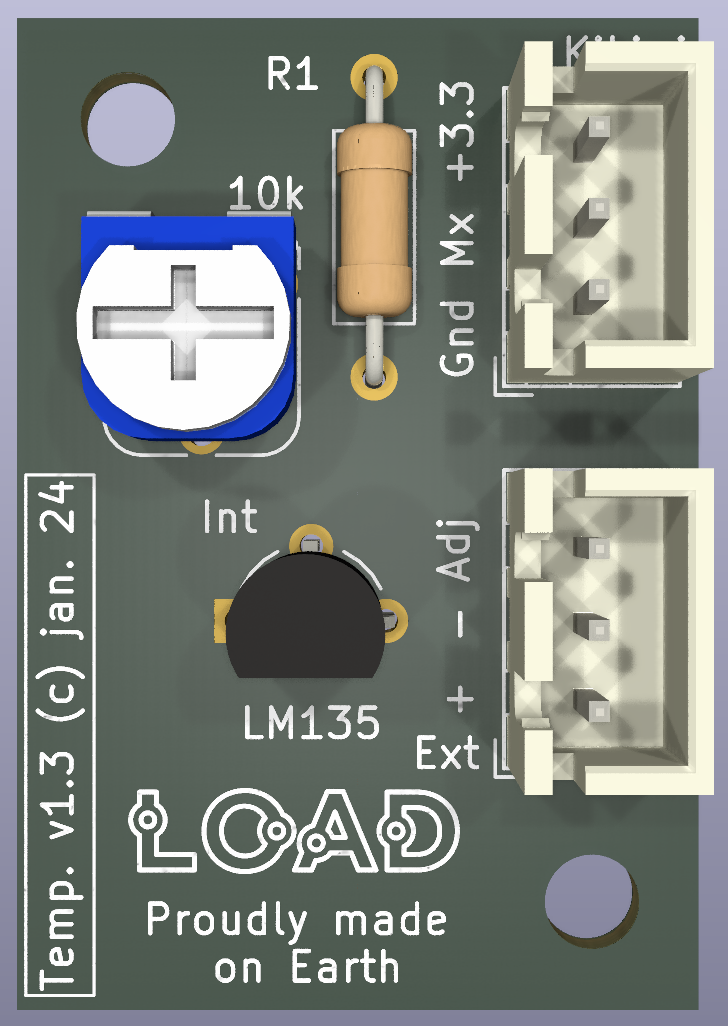 R1
10k
Gnd Mx +3.3
Int
+ - Adj
LM135
Ext
LOAD
Proudly made
on Earth
Temp. v1.3 (c) jan. 24